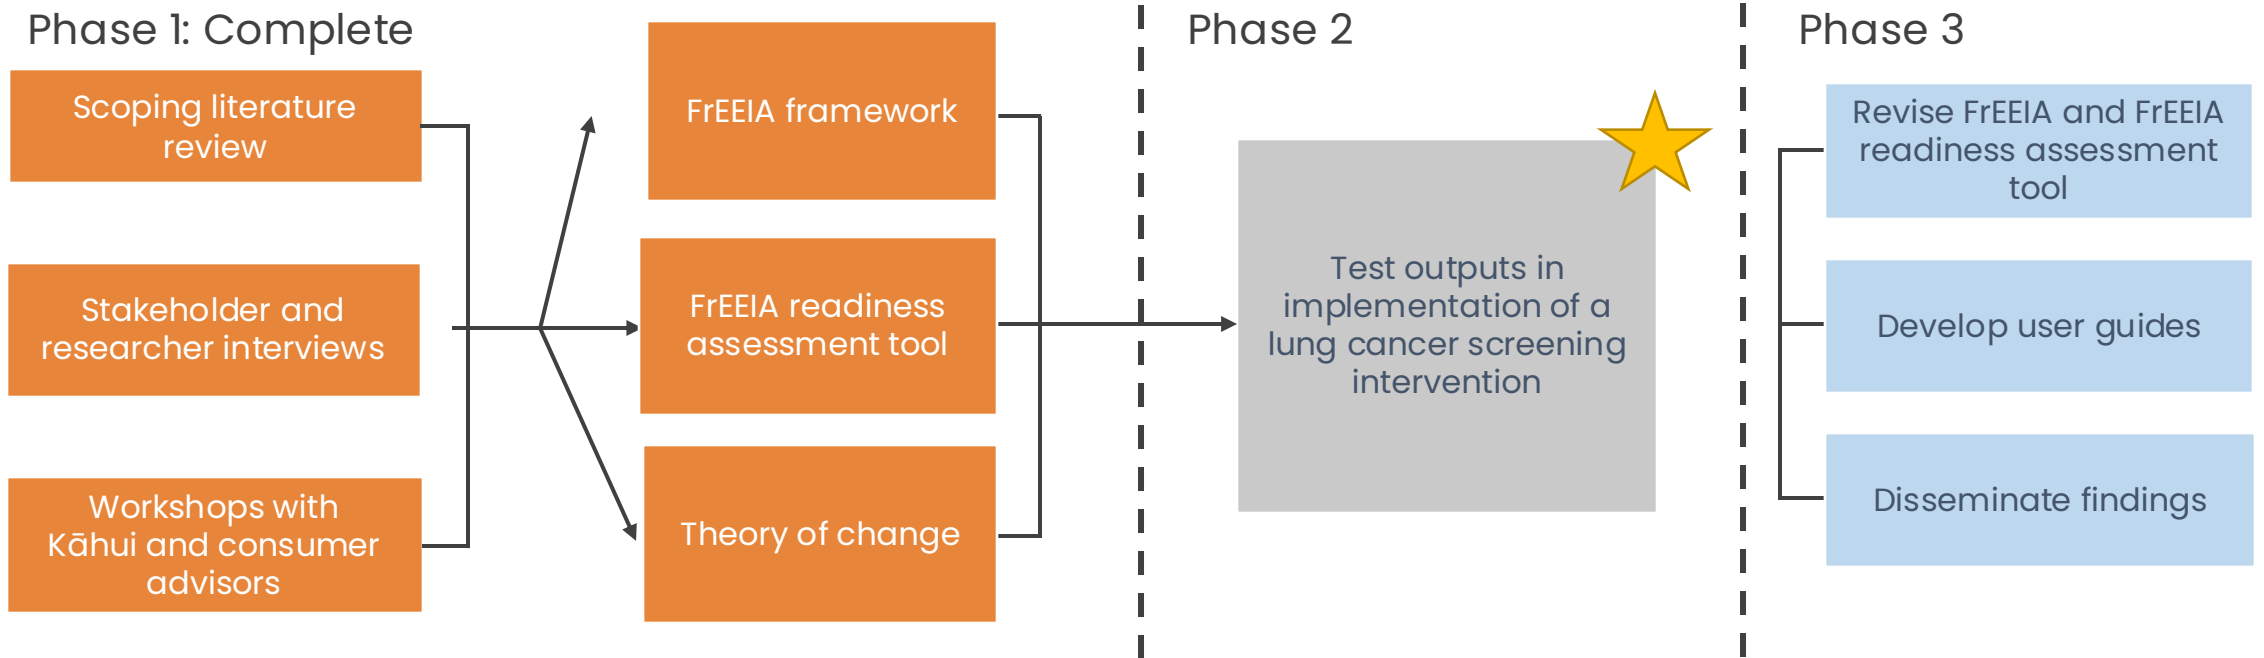 Phase 1: Complete
Scoping literature
review
Stakeholder and
researcher interviews
Workshops with
Kāhui and consumer
advisors
FrEEIA framework
FrEEIA readiness
assessment tool
Theory of change
Phase 2
Test outputs in
implementation of a
lung cancer screening
intervention
Phase 3
Revise FrEEIA and FrEEIA
readiness assessment
tool
Develop user guides
Disseminate findings